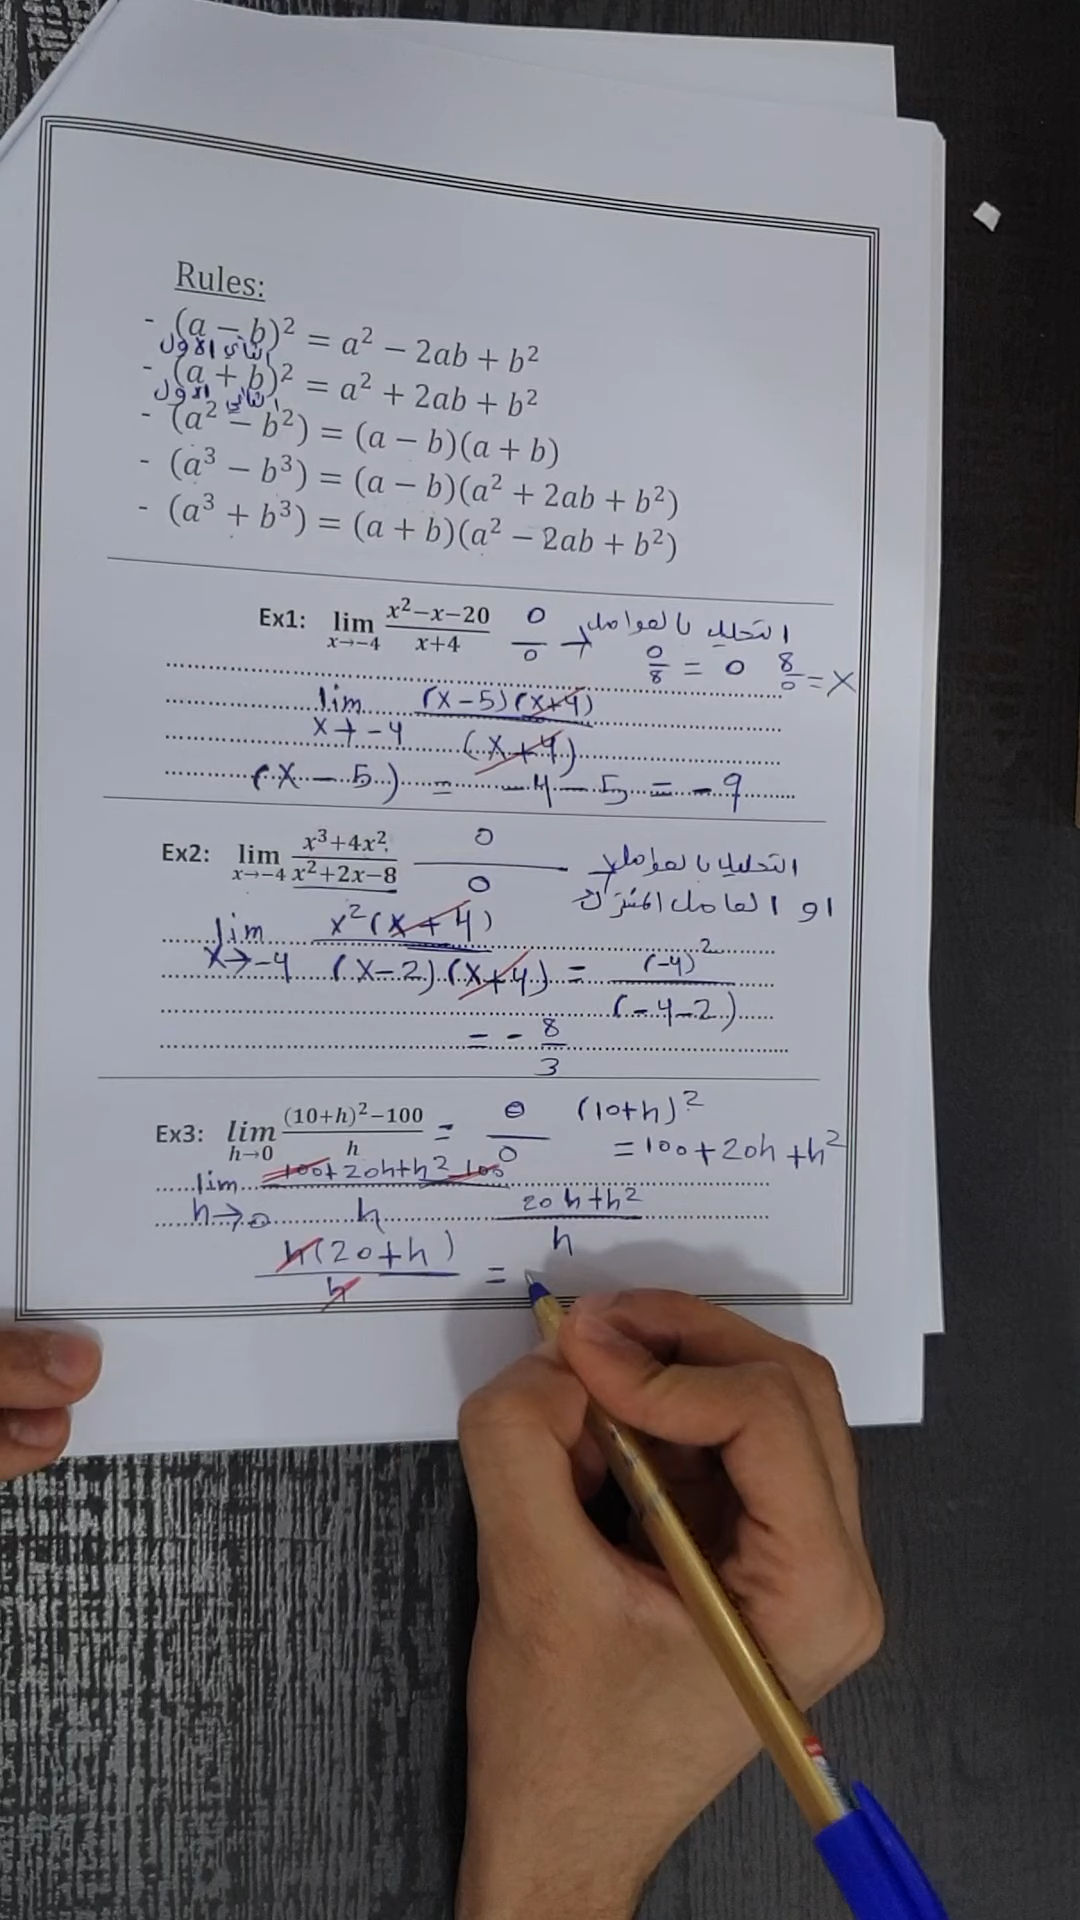 Rules:
- (a − b)² = a² − 2ab + b²
الأول الثاني
- (a + b)² = a² + 2ab + b²
الأول الثاني
- (a² − b²) = (a − b)(a + b)
- (a³ − b³) = (a − b)(a² + 2ab + b²)
- (a³ + b³) = (a + b)(a² − 2ab + b²)
Ex1: lim x→−4 (x²−x−20)/(x+4) 0/0 → التحليل بالعوامل
0/8 = 0 8/0 = X
lim x→−4 (x−5)(x+4)/(x+4)
(x − 5) = −4 − 5 = −9
Ex2: lim x→−4 (x³+4x²)/(x²+2x−8) 0/0 → التحليل بالعوامل
او العامل المشترك
lim x→−4 x²(x+4)/(x−2)(x+4) = (−4)²/(−4−2)
= − 8/3
Ex3: lim h→0 ((10+h)²−100)/h = 0/0 (10+h)²
= 100+20h+h²
lim h→0 (100+20h+h²−100)/h (20h+h²)/h
h(20+h)/h =